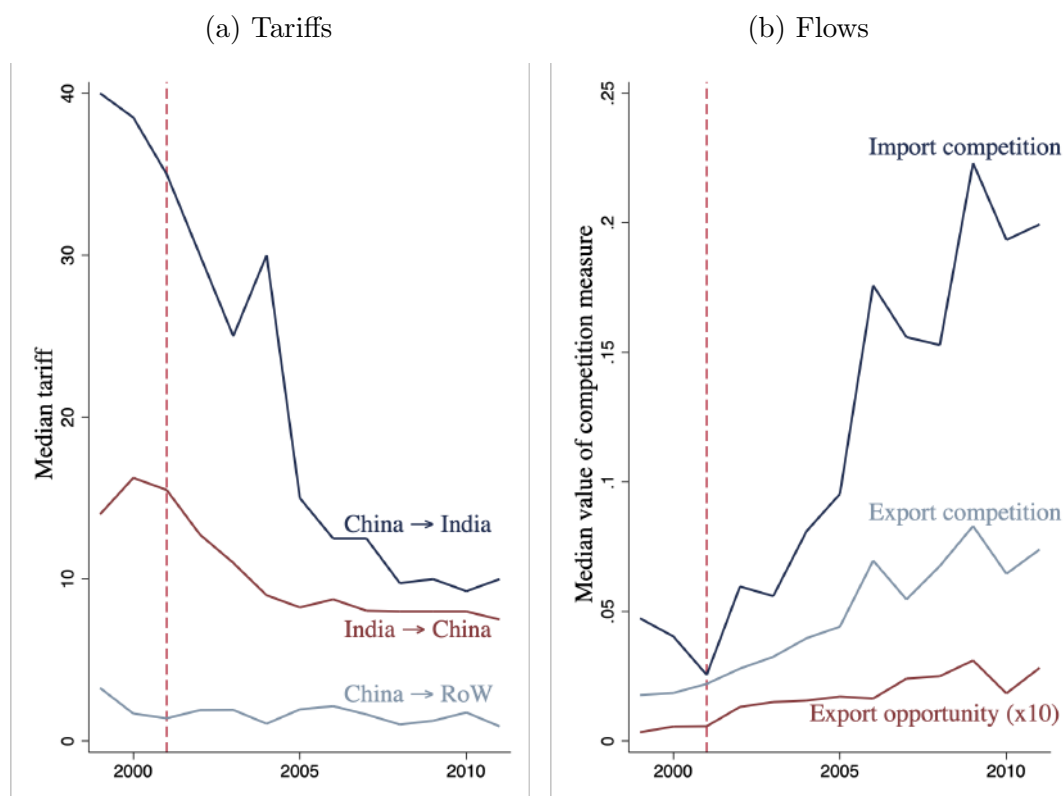 (a) Tariffs
Median tariff
40
30
20
10
0
China → India
India → China
China → RoW
2000
2005
2010
(b) Flows
Median value of competition measure
.25
.2
.15
.1
.05
0
Import competition
Export competition
Export opportunity (x10)
2000
2005
2010